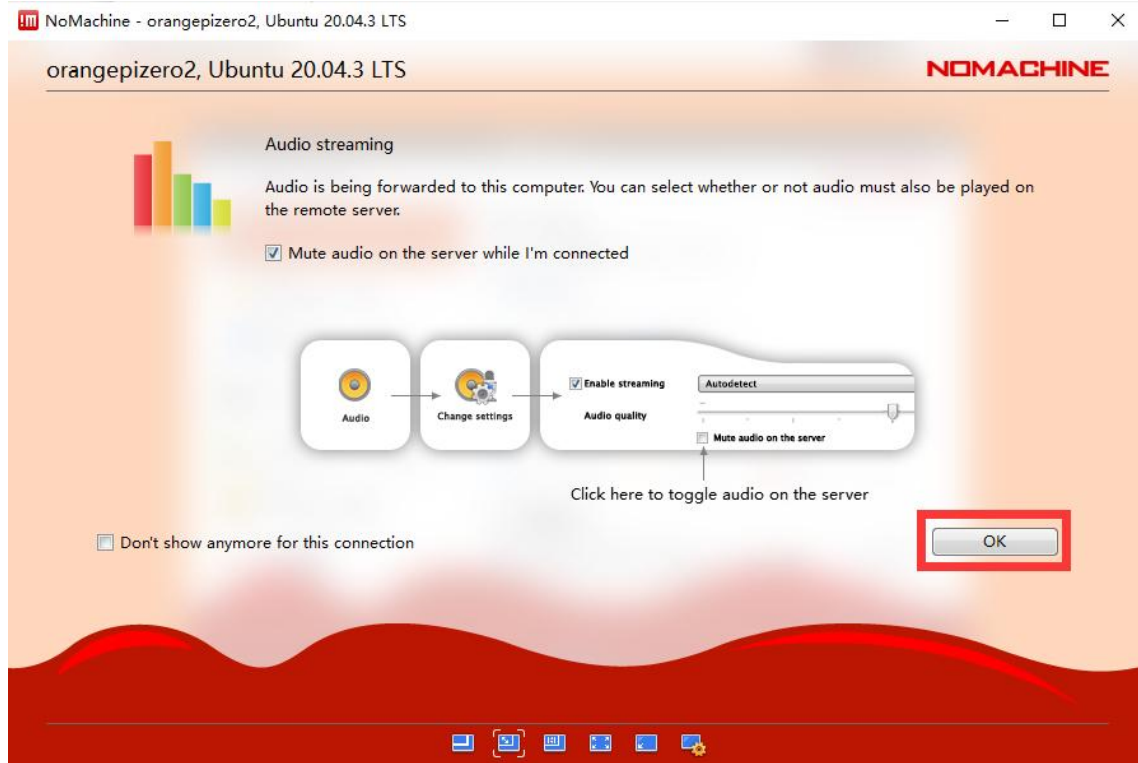 NoMachine - orangepizero2, Ubuntu 20.04 LTS
orangepizero2, Ubuntu 20.04.3 LTS
NOMACHINE
Audio streaming
Audio is being forwarded to this computer. You can select whether or not audio must also be played on
the remote server.
Mute audio on the server while I'm connected
Audio
Change settings
Enable streaming
Autodetect
Audio quality
Mute audio on the server
Click here to toggle audio on the server
Don't show anymore for this connection
OK